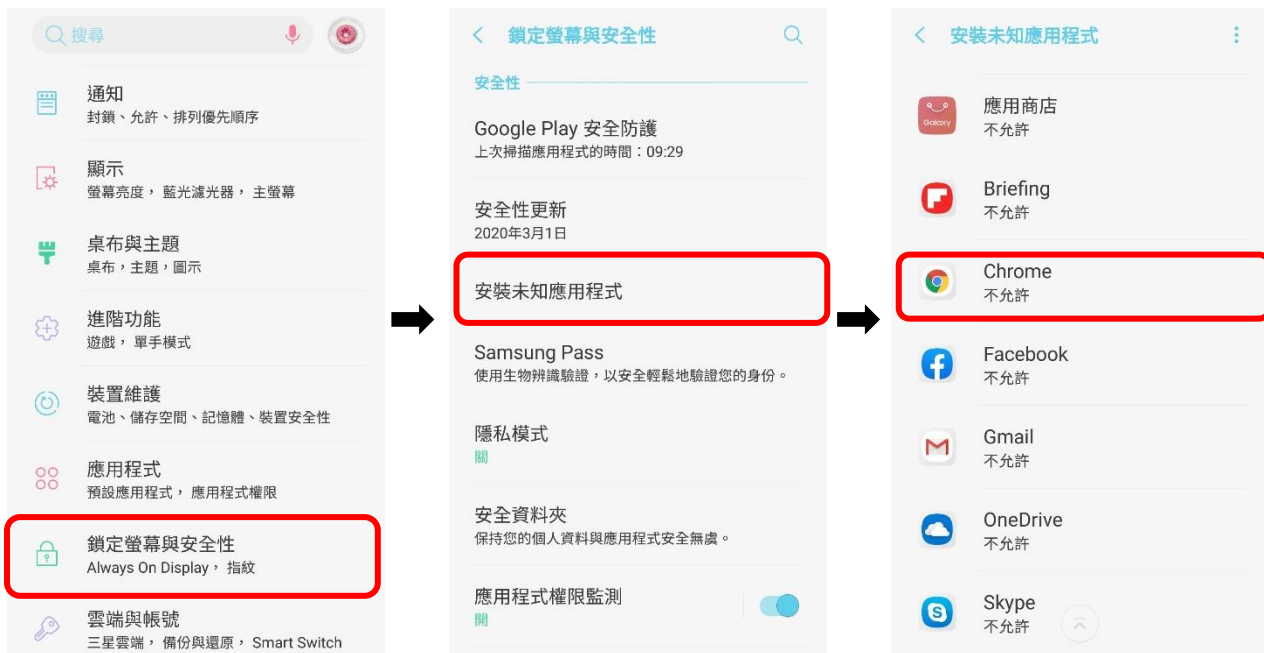 搜尋
通知
封鎖、允許、排列優先順序
顯示
螢幕亮度, 藍光濾光器, 主螢幕
桌布與主題
桌布,主題,圖示
進階功能
遊戲, 單手模式
裝置維護
電池、儲存空間、記憶體、裝置安全性
應用程式
預設應用程式, 應用程式權限
鎖定螢幕與安全性
Always On Display, 指紋
雲端與帳號
三星雲端, 備份與還原, Smart Switch
鎖定螢幕與安全性
安全性
Google Play 安全防護
上次掃描應用程式的時間:09:29
安全性更新
2020年3月1日
安裝未知應用程式
Samsung Pass
使用生物辨識驗證,以安全輕鬆地驗證您的身份。
隱私模式
關
安全資料夾
保持您的個人資料與應用程式安全無虞。
應用程式權限監測
開
安裝未知應用程式
Galaxy
應用商店
不允許
Briefing
不允許
Chrome
不允許
Facebook
不允許
Gmail
不允許
OneDrive
不允許
Skype
不允許